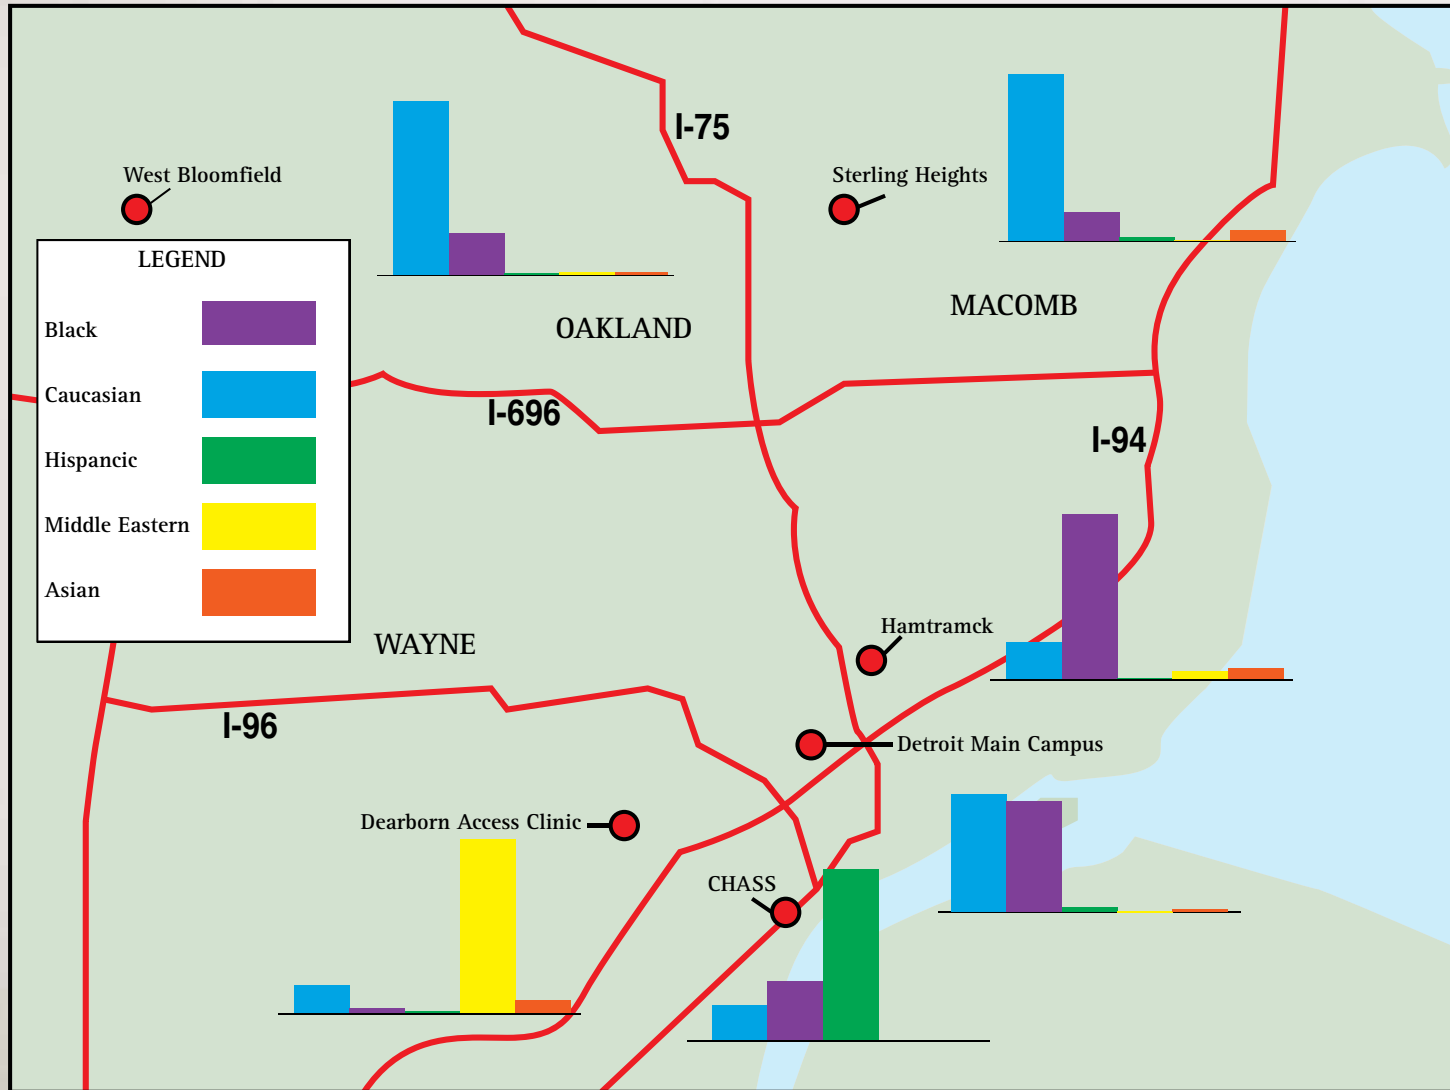 I-75
West Bloomfield
Sterling Heights
LEGEND
Black
Caucasian
Hispancic
Middle Eastern
Asian
OAKLAND
MACOMB
I-696
I-94
WAYNE
Hamtramck
I-96
Detroit Main Campus
Dearborn Access Clinic
CHASS